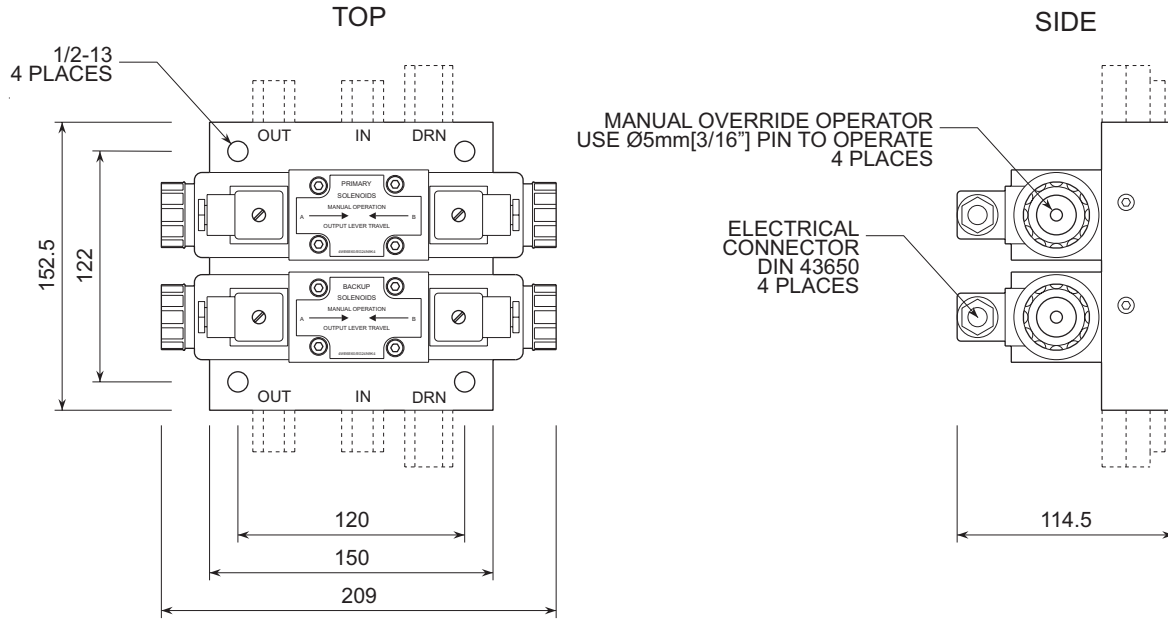 TOP
SIDE
1/2-13
4 PLACES
OUT
IN
DRN
152.5
122
PRIMARY
SOLENOIDS
MANUAL OPERATION
A
B
OUTPUT LEVER TRAVEL
BACKUP
SOLENOIDS
MANUAL OPERATION
A
B
OUTPUT LEVER TRAVEL
OUT
IN
DRN
120
150
209
MANUAL OVERRIDE OPERATOR
USE Ø5mm[3/16”] PIN TO OPERATE
4 PLACES
ELECTRICAL
CONNECTOR
DIN 43650
4 PLACES
114.5